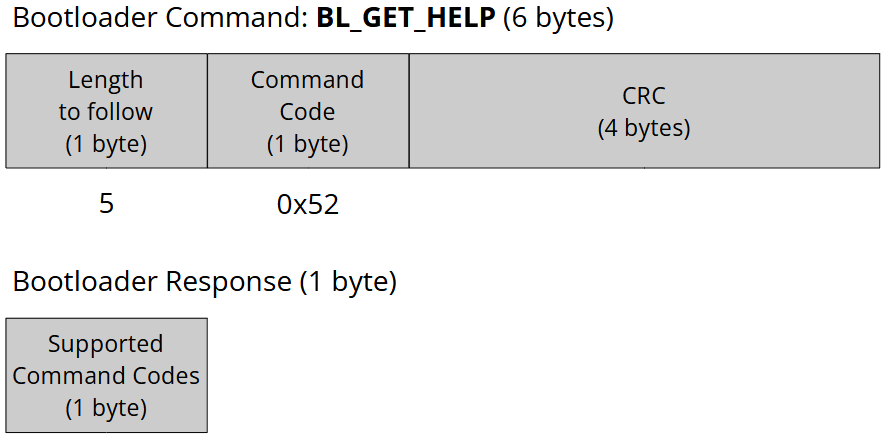 Bootloader Command: BL_GET_HELP (6 bytes)
Length
to follow
(1 byte)
Command
Code
(1 byte)
CRC
(4 bytes)
5
0x52
Bootloader Response (1 byte)
Supported
Command Codes
(1 byte)